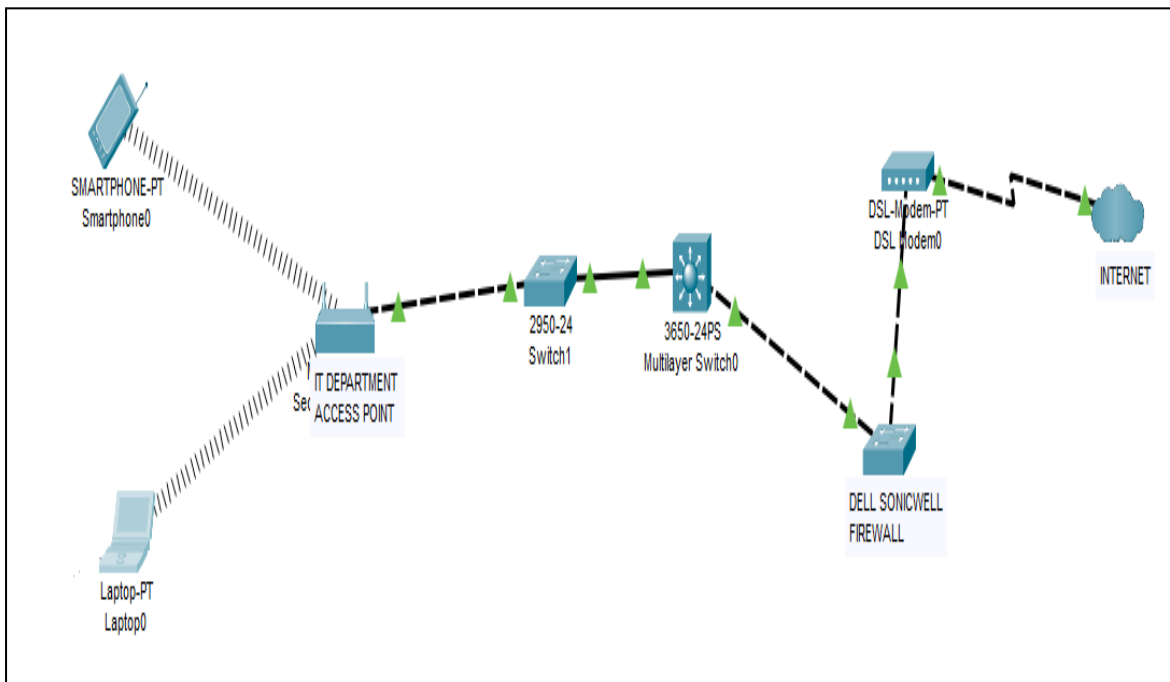 SMARTPHONE-PT
Smartphone0
IT DEPARTMENT
ACCESS POINT
Laptop-PT
Laptop0
2950-24
Switch1
3650-24PS
Multilayer Switch0
DSL-Modem-PT
DSL Modem0
INTERNET
DELL SONICWELL
FIREWALL